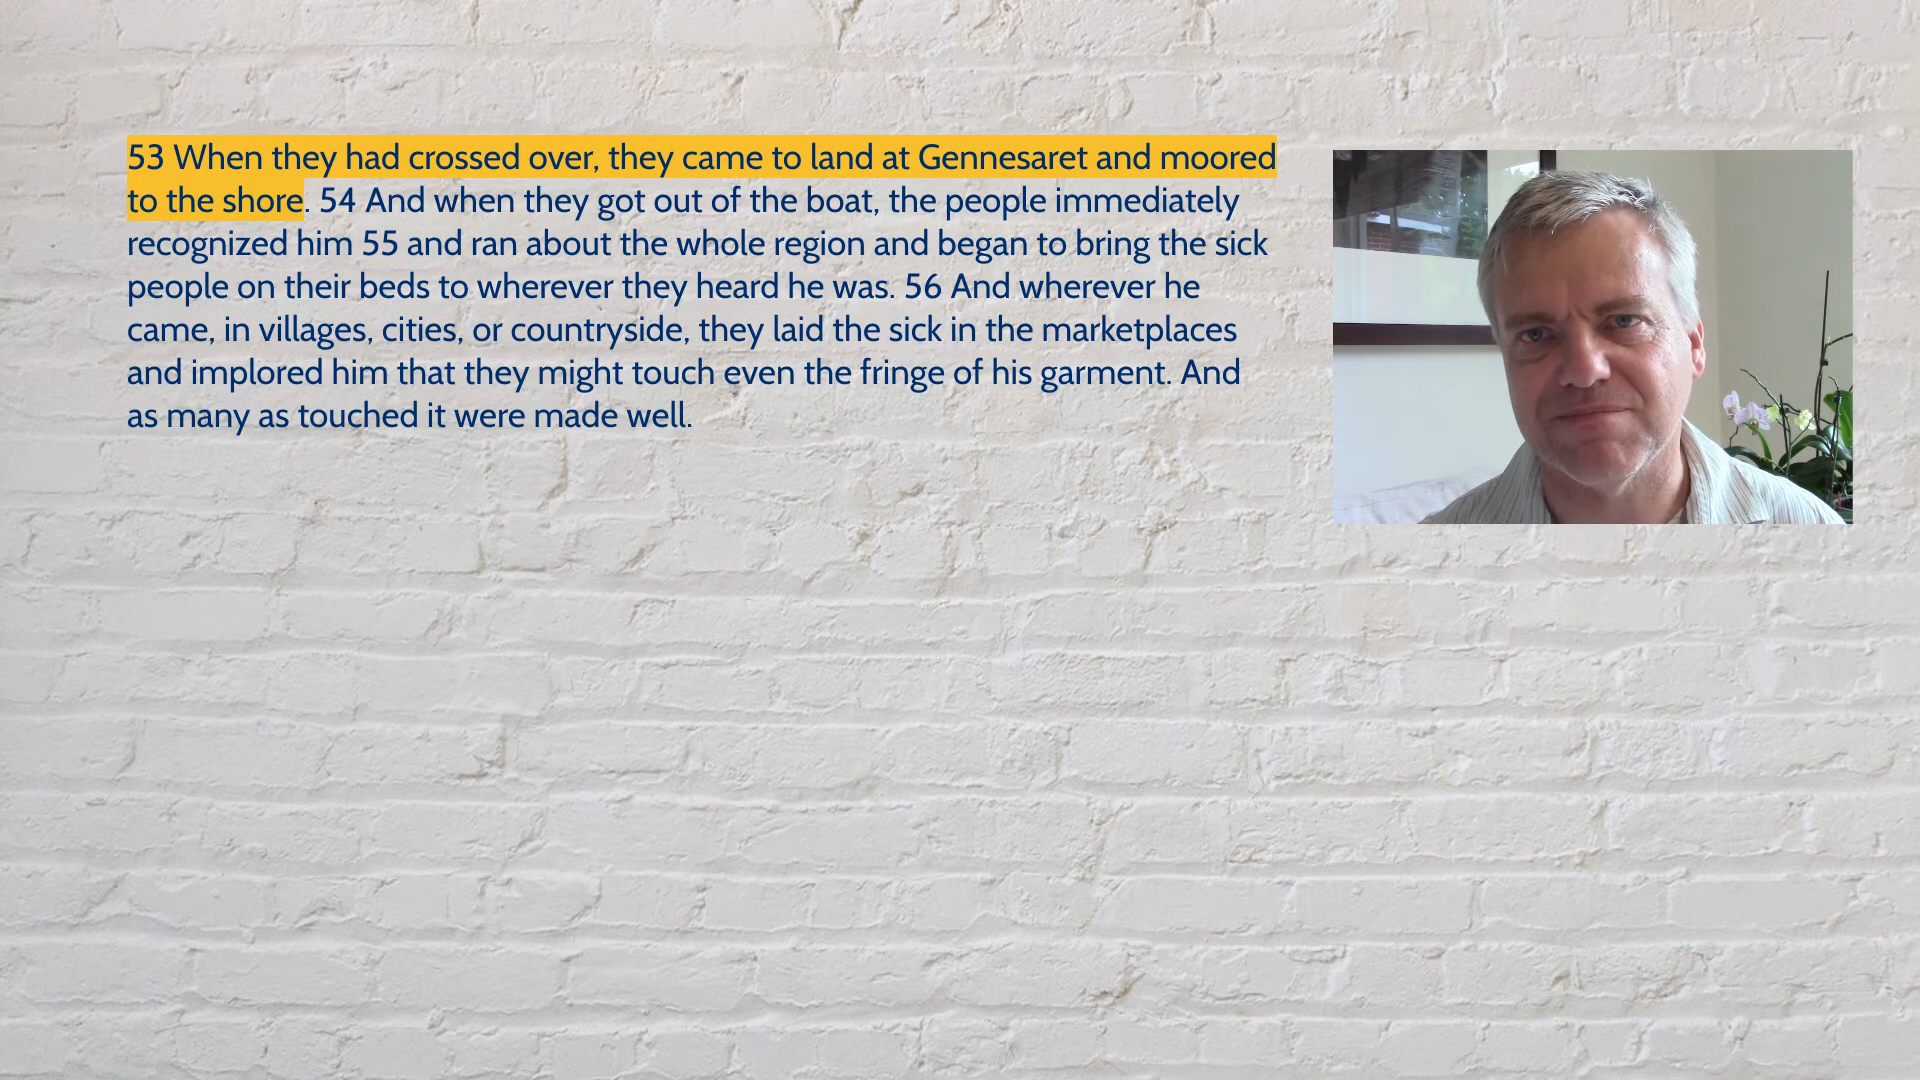 53 When they had crossed over, they came to land at Gennesaret and moored
to the shore. 54 And when they got out of the boat, the people immediately
recognized him 55 and ran about the whole region and began to bring the sick
people on their beds to wherever they heard he was. 56 And wherever he
came, in villages, cities, or countryside, they laid the sick in the marketplaces
and implored him that they might touch even the fringe of his garment. And
as many as touched it were made well.